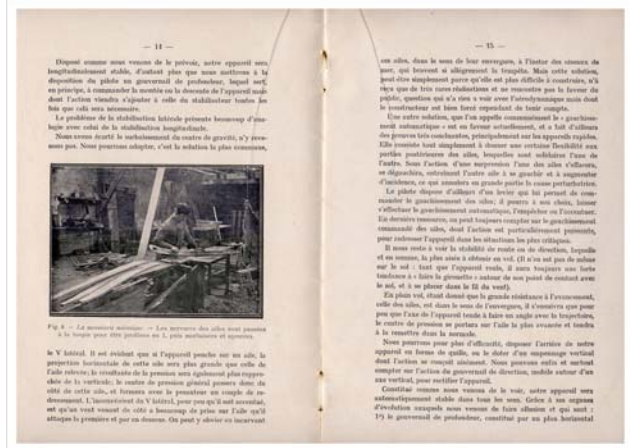 — 14 —
Disposé comme nous venons de le prévoir, notre appareil sera
longitudinalement stable, d'autant plus que nous mettrons à la
disposition du pilote un gouvernail de profondeur, lequel sert,
en principe, à commander la montée ou la descente de l'appareil mais
dont l'action viendra s'ajouter à celle du stabilisateur toutes les
fois que celà sera nécessaire.
Le problème de la stabilisation latérale présente beaucoup d'ana-
logie avec celui de la stabilisation longitudinale.
Nous avons écarté le surbaissement du centre de gravité, n'y reve-
nons pas. Nous pourrons adopter, c'est la solution la plus commune,
Fig. 8 — La menuiserie mécanique. — Les nervures des ailes sont passées
à la toupie pour être profilées en I, puis mortaisées et ajourées.
le V latéral. Il est évident que si l'appareil penche sur une aile, la
projection horizontale de cette aile sera plus grande que celle de
l'aile relevée; la résultante de la pression sera également plus rappro-
chée de la verticale; le centre de pression général passera donc du
côté de cette aile, et formera avec la pesanteur un couple de re-
dressement. L'inconvénient du V latéral, pour peu qu'il soit accentué,
est qu'un vent venant de côté a beaucoup de prise sur l'aile qu'il
attaque la première et par en dessous. On peut y obvier en incurvant
— 15 —
ces ailes, dans le sens de leur envergure, à l'instar des oiseaux de
mer, qui bravent si allègrement la tempête. Mais cette solution,
peut-être simplement parce qu'elle est plus difficile à construire, n'a
reçu que de très rares réalisations et ne rencontre pas la faveur du
public, question qui n'a rien à voir avec l'aérodynamique mais dont
le constructeur est bien forcé cependant de tenir compte.
Une autre solution, que l'on appelle communément le « gauchisse-
ment automatique » est en faveur actuellement, et a fait d'ailleurs
des preuves très concluantes, principalement sur les appareils rapides.
Elle consiste tout simplement à donner une certaine flexibilité aux
parties postérieures des ailes, lesquelles sont solidaires l'une de
l'autre. Sous l'action d'une surpression l'une des ailes s'effacera,
se dégauchira, entraînant l'autre aile à se gauchir et à augmenter
d'incidence, ce qui annulera en grande partie la cause perturbatrice.
Le pilote dispose d'ailleurs d'un levier qui lui permet de com-
mander le gauchissement des ailes; il pourra à son choix, laisser
s'effectuer le gauchissement automatique, l'empêcher ou l'accentuer.
En dernière ressource, on peut toujours compter sur le gauchissement
commandé des ailes, dont l'action est particulièrement puissante,
pour redresser l'appareil dans les situations les plus critiques.
Il nous reste à voir la stabilité de route ou de direction, laquelle
est en somme, la plus aisée à obtenir en vol. (Il n'en est pas de même
sur le sol : tant que l'appareil roule, il aura toujours une forte
tendance à « faire la girouette » autour de son point de contact avec
le sol, et à se placer dans le fil du vent).
En plein vol, étant donné que la grande résistance à l'avancement,
celle des ailes, est dans le sens de l'envergure, il s'ensuivra que pour
peu que l'axe de l'appareil tende à faire un angle avec la trajectoire,
le centre de pression se portera sur l'aile la plus avancée et tendra
à la remettre dans la normale.
Nous pourrons pour plus d'efficacité, disposer l'arrière de notre
appareil en forme de quille, ou le doter d'un empennage vertical
dont l'action se conçoit aisément. Nous pouvons enfin et surtout
compter sur l'action du gouvernail de direction, mobile autour d'un
axe vertical, pour rectifier l'appareil.
Constitué comme nous venons de le voir, notre appareil sera
automatiquement stable dans tous les sens. Grâce à ses organes
d'évolution auxquels nous venons de faire allusion et qui sont :
1°) le gouvernail de profondeur, constitué par un plan horizontal